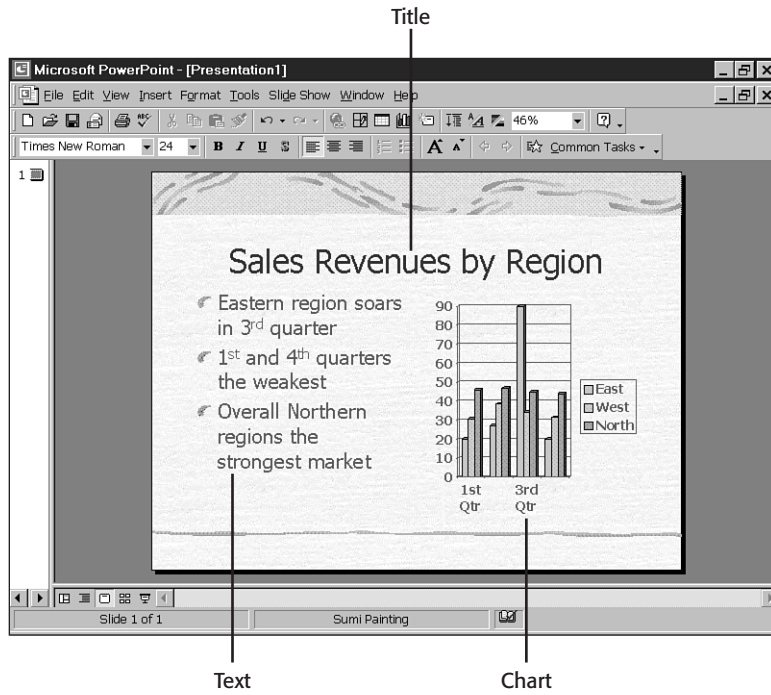 Title
Microsoft PowerPoint - [Presentation1]
File Edit View Insert Format Tools Slide Show Window Help
46%
Times New Roman 24 B I U S A A Common Tasks
1
Sales Revenues by Region
Eastern region soars
in 3rd quarter
1st and 4th quarters
the weakest
Overall Northern
regions the
strongest market
90
80
70
60
50
40
30
20
10
0
1st
Qtr
3rd
Qtr
East
West
North
Slide 1 of 1 Sumi Painting
Text Chart